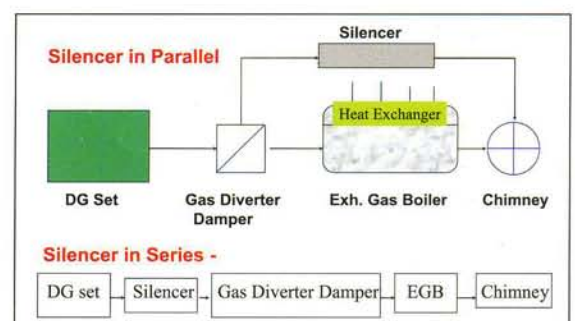 Silencer
Silencer in Parallel
Heat Exchanger
DG Set
Gas Diverter
Damper
Exh. Gas Boiler
Chimney
Silencer in Series -
DG set
Silencer
Gas Diverter Damper
EGB
Chimney